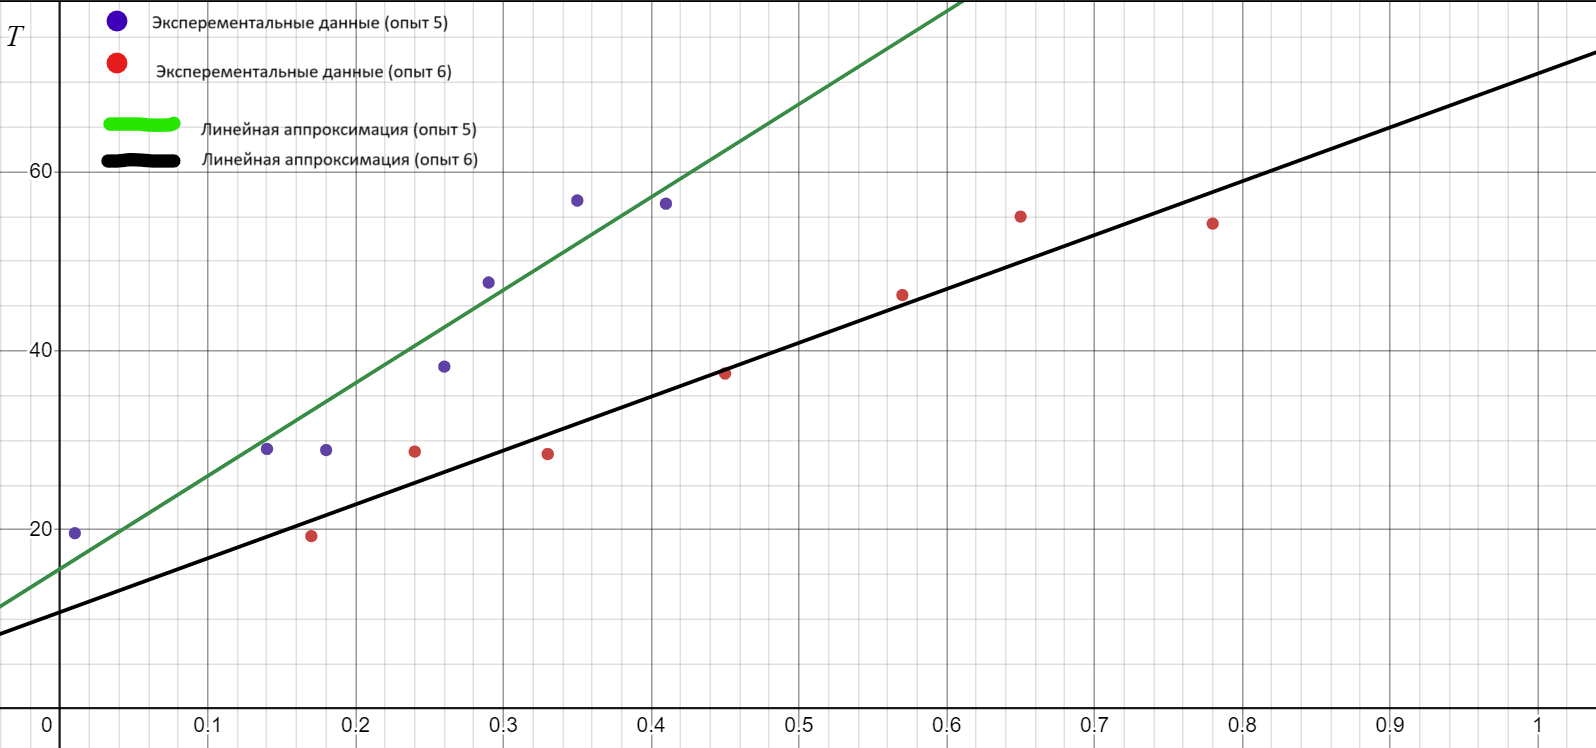 T
Эксперементальные данные (опыт 5)
Эксперементальные данные (опыт 6)
Линейная аппроксимация (опыт 5)
Линейная аппроксимация (опыт 6)
60
40
20
0 0.1 0.2 0.3 0.4 0.5 0.6 0.7 0.8 0.9 1